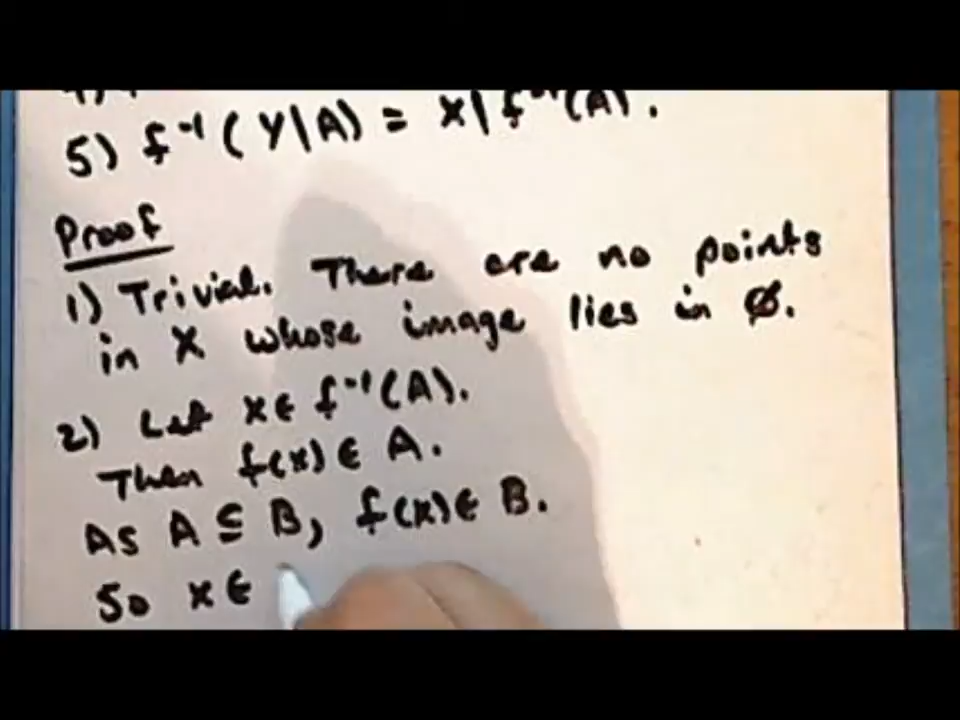 5) f⁻¹(Y\A) = X\f⁻¹(A).
Proof
1) Trivial. There are no points
in X whose image lies in ∅.
2) Let x ∈ f⁻¹(A).
Then f(x) ∈ A.
As A ⊆ B, f(x) ∈ B.
So x ∈